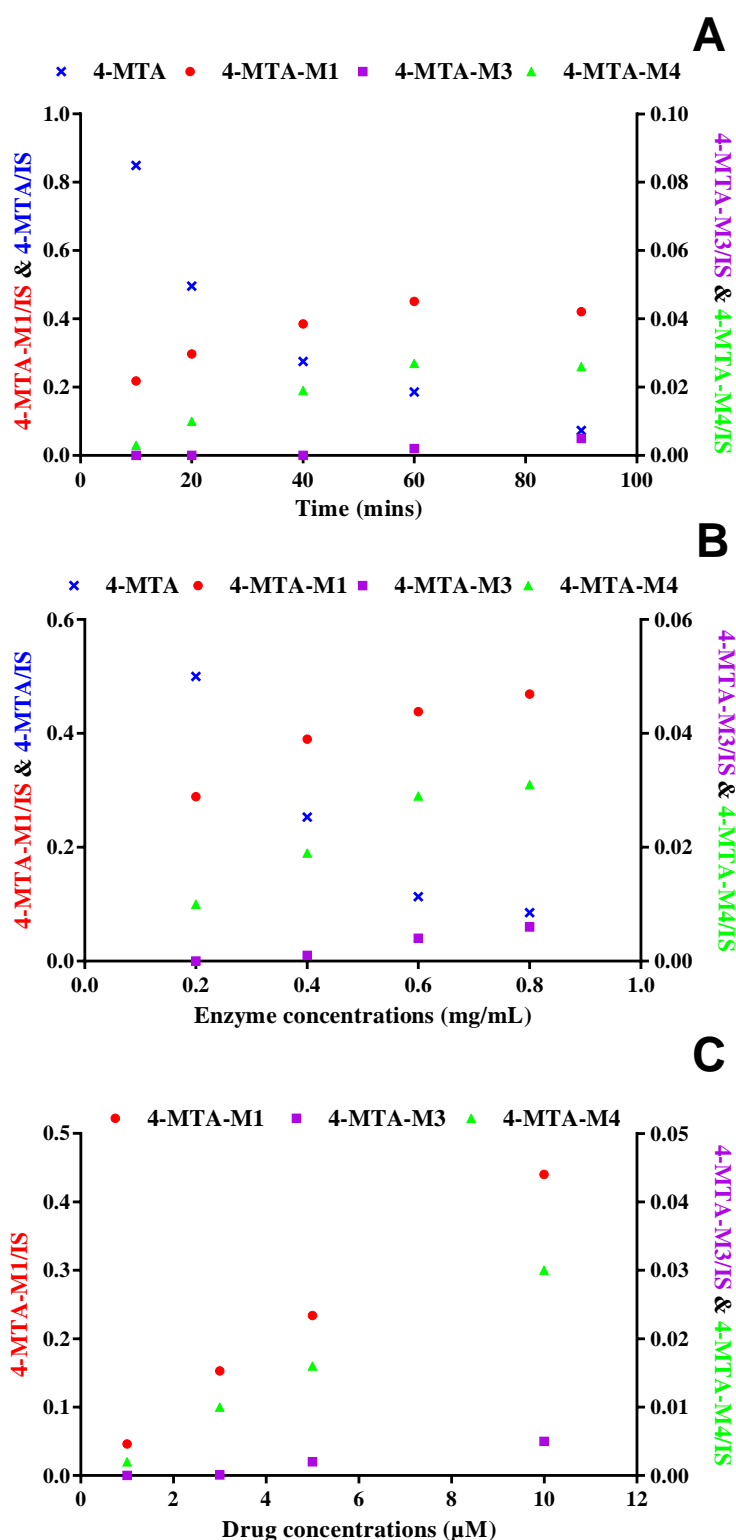 A
4-MTA 4-MTA-M1 4-MTA-M3 4-MTA-M4
4-MTA-M1/IS & 4-MTA/IS
1.0
0.8
0.6
0.4
0.2
0.0
0.10
0.08
0.06
0.04
0.02
0.00
4-MTA-M3/IS & 4-MTA-M4/IS
0 20 40 60 80 100
Time (mins)
B
4-MTA 4-MTA-M1 4-MTA-M3 4-MTA-M4
4-MTA-M1/IS & 4-MTA/IS
0.6
0.4
0.2
0.0
0.06
0.04
0.02
0.00
4-MTA-M3/IS & 4-MTA-M4/IS
0.0 0.2 0.4 0.6 0.8 1.0
Enzyme concentrations (mg/mL)
C
4-MTA-M1 4-MTA-M3 4-MTA-M4
4-MTA-M1/IS
0.5
0.4
0.3
0.2
0.1
0.0
0.05
0.04
0.03
0.02
0.01
0.00
4-MTA-M3/IS & 4-MTA-M4/IS
0 2 4 6 8 10 12
Drug concentrations (µM)